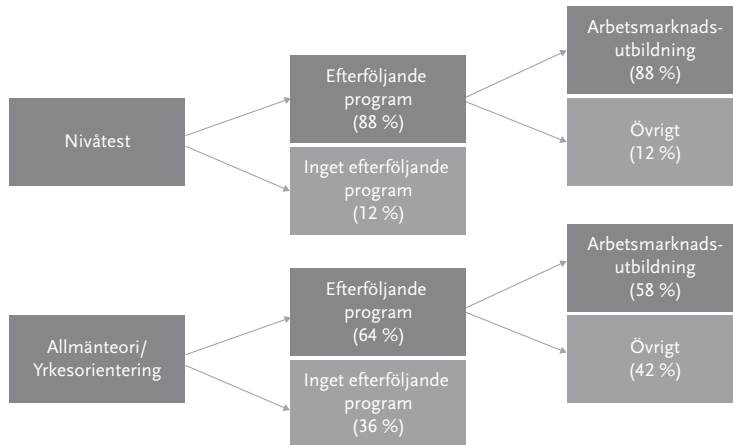 Nivåtest
Efterföljande
program
(88 %)
Inget efterföljande
program
(12 %)
Arbetsmarknads-
utbildning
(88 %)
Övrigt
(12 %)
Allmänteori/
Yrkesorientering
Efterföljande
program
(64 %)
Inget efterföljande
program
(36 %)
Arbetsmarknads-
utbildning
(58 %)
Övrigt
(42 %)